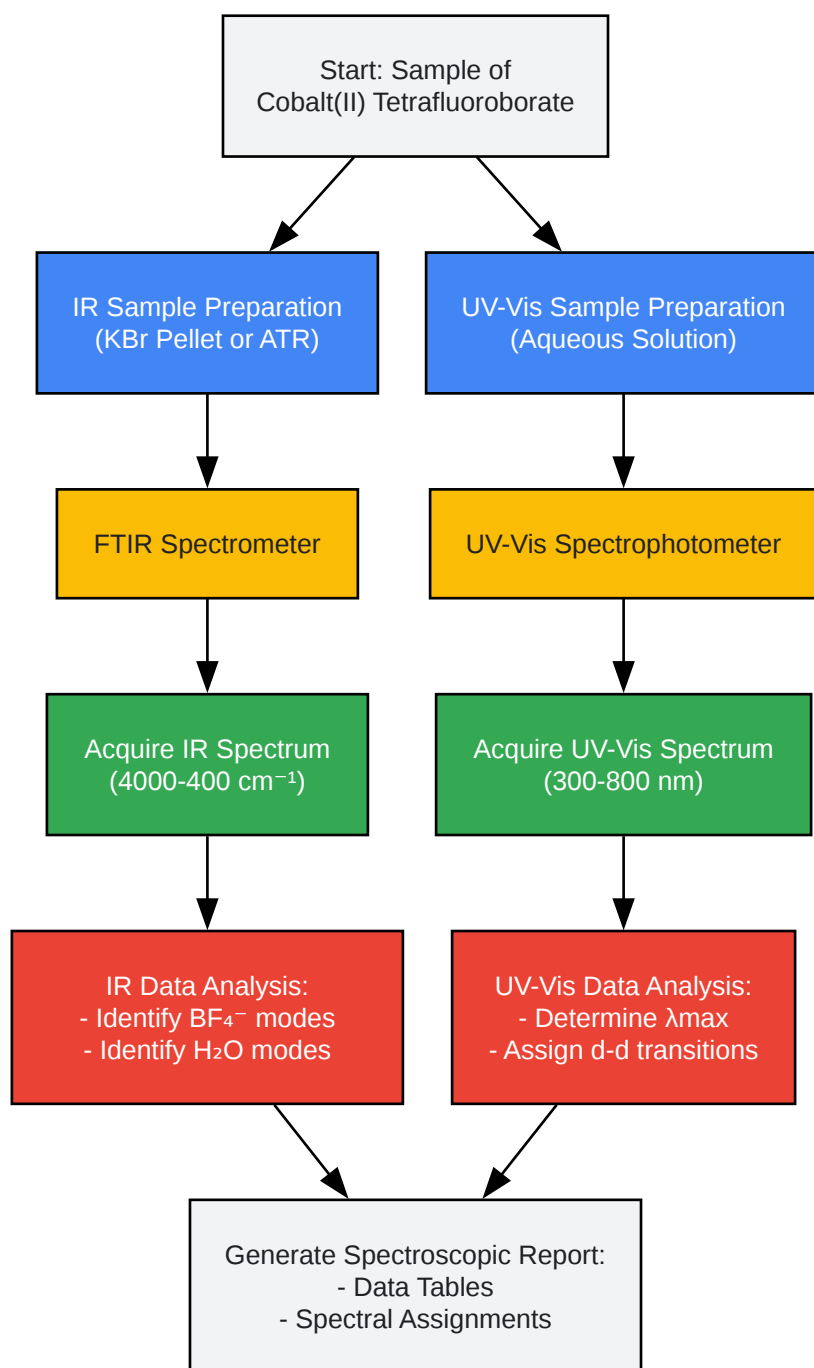 Start: Sample of
Cobalt(II) Tetrafluoroborate
IR Sample Preparation
(KBr Pellet or ATR)
UV-Vis Sample Preparation
(Aqueous Solution)
FTIR Spectrometer
UV-Vis Spectrophotometer
Acquire IR Spectrum
(4000-400 cm⁻¹)
Acquire UV-Vis Spectrum
(300-800 nm)
IR Data Analysis:
- Identify BF₄⁻ modes
- Identify H₂O modes
UV-Vis Data Analysis:
- Determine λmax
- Assign d-d transitions
Generate Spectroscopic Report:
- Data Tables
- Spectral Assignments